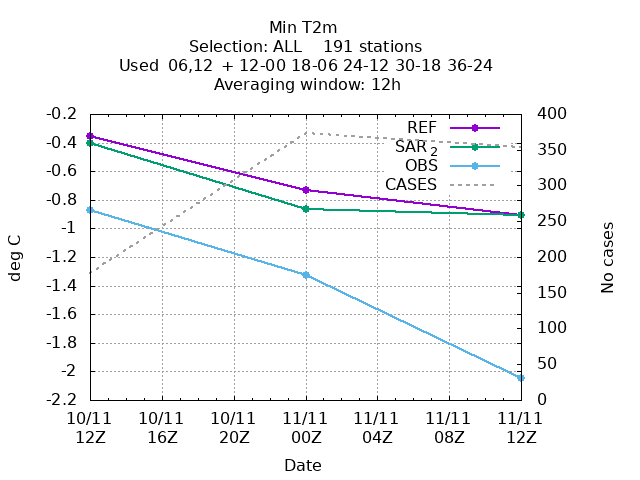 Min T2m
Selection: ALL    191 stations
Used  06,12  + 12-00 18-06 24-12 30-18 36-24
Averaging window: 12h
-0.2
-0.4
-0.6
-0.8
-1
-1.2
-1.4
-1.6
-1.8
-2
-2.2
deg C
REF
SAR 2
OBS
CASES
400
350
300
250
200
150
100
50
0
No cases
10/11 10/11 10/11 11/11 11/11 11/11 11/11
12Z 16Z 20Z 00Z 04Z 08Z 12Z
Date